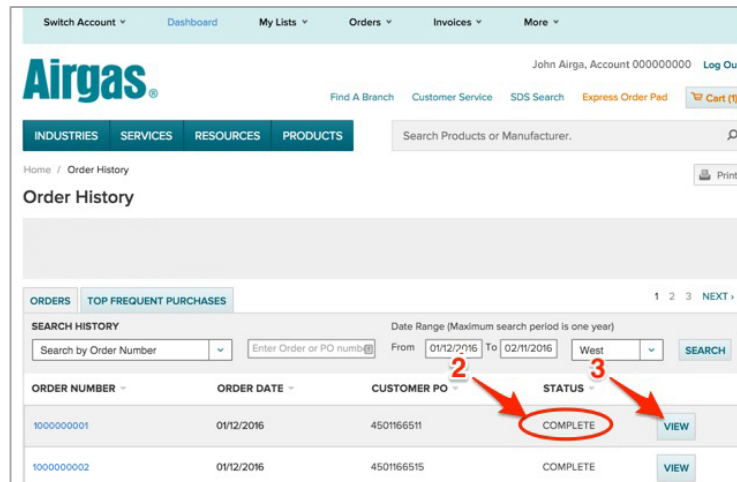 Switch Account Dashboard My Lists Orders Invoices More
John Airga, Account 000000000 Log Ou
Airgas®
Find A Branch Customer Service SDS Search Express Order Pad Cart (1)
INDUSTRIES SERVICES RESOURCES PRODUCTS Search Products or Manufacturer.
Home / Order History
Print
Order History
ORDERS TOP FREQUENT PURCHASES 1 2 3 NEXT ›
SEARCH HISTORY Date Range (Maximum search period is one year)
Search by Order Number Enter Order or PO numbe From 01/12/2016 To 02/11/2016 West SEARCH
2 3
ORDER NUMBER ORDER DATE CUSTOMER PO STATUS
1000000001 01/12/2016 4501166511 COMPLETE VIEW
1000000002 01/12/2016 4501166515 COMPLETE VIEW